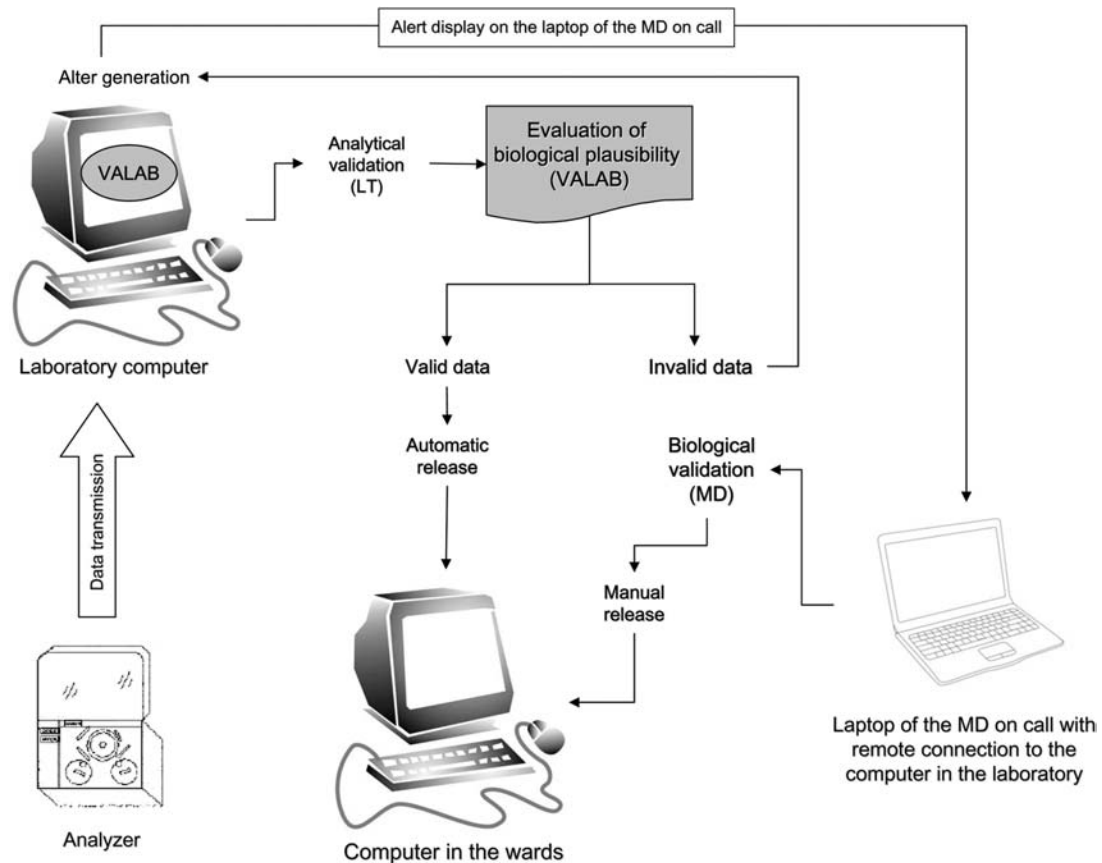 Alert display on the laptop of the MD on call
Alter generation
VALAB
Analytical
validation
(LT)
Evaluation of
biological plausibility
(VALAB)
Laboratory computer
Valid data
Invalid data
Automatic
release
Biological
validation
(MD)
Data transmission
Manual
release
Analyzer
Computer in the wards
Laptop of the MD on call with
remote connection to the
computer in the laboratory